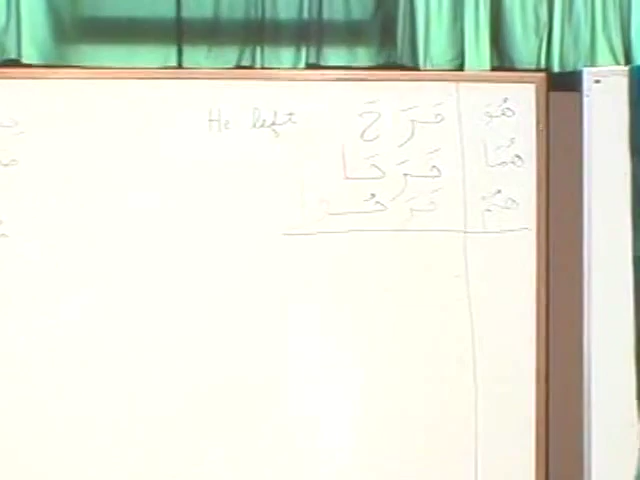 هُوَ خَرَجَ He left
هُمَا خَرَجَا
هُمْ خَرَجُوا